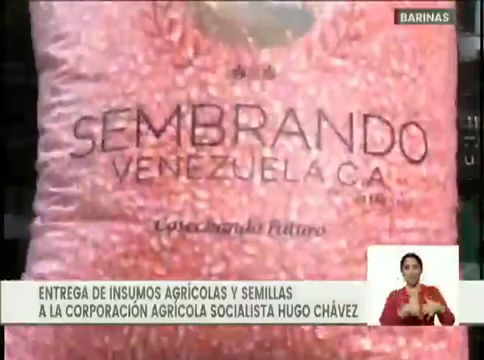 BARINAS
SEMBRANDO
VENEZUELA C.A
Cosechando Futuro
ENTREGA DE INSUMOS AGRÍCOLAS Y SEMILLAS
A LA CORPORACIÓN AGRÍCOLA SOCIALISTA HUGO CHÁVEZ